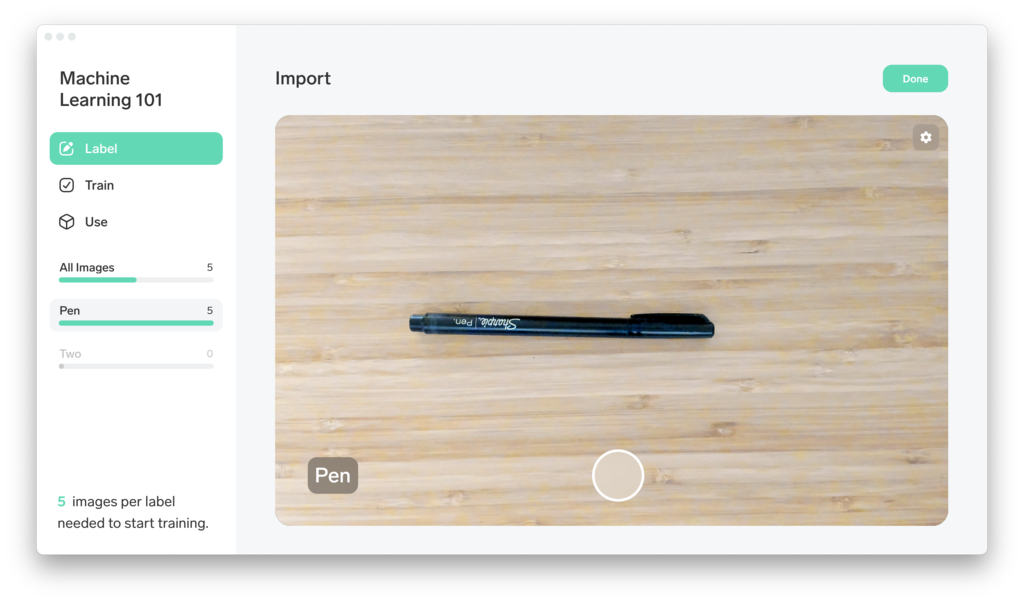 Machine
Learning 101
Label
Train
Use
All Images 5
Pen 5
Two 0
5 images per label
needed to start training.
Import
Done
Sharpie. Pen.
Pen